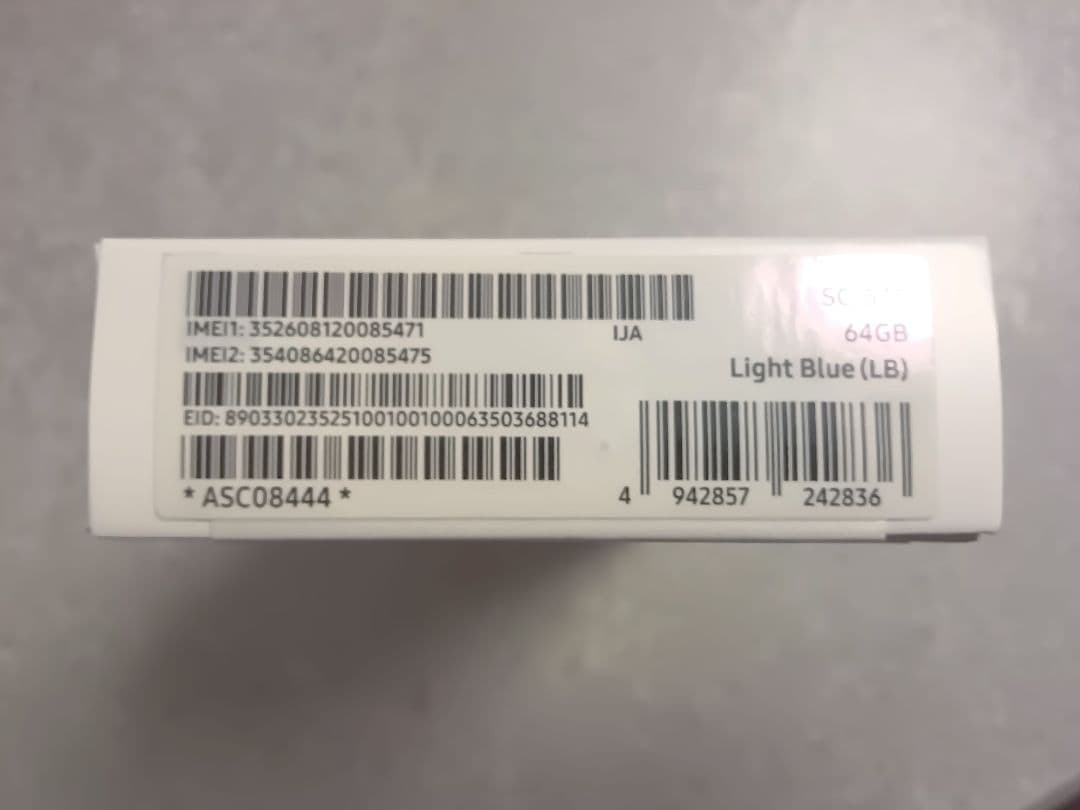 IMEI1: 352608120085471
IJA
IMEI2: 354086420085475
64GB
Light Blue (LB)
EID: 89033023525100100100063503688114
* ASC08444 *
4 942857 242836